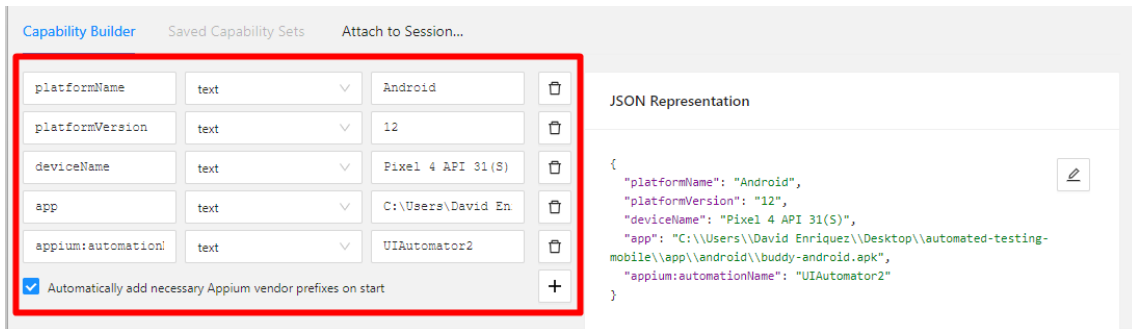 Capability Builder Saved Capability Sets Attach to Session...
platformName text Android
platformVersion text 12
deviceName text Pixel 4 API 31(S)
app text C:\Users\David En
appium:automation text UIAutomator2
Automatically add necessary Appium vendor prefixes on start
JSON Representation
{
"platformName": "Android",
"platformVersion": "12",
"deviceName": "Pixel 4 API 31(S)",
"app": "C:\\Users\\David Enriquez\\Desktop\\automated-testing-
mobile\\app\\android\\buddy-android.apk",
"appium:automationName": "UIAutomator2"
}